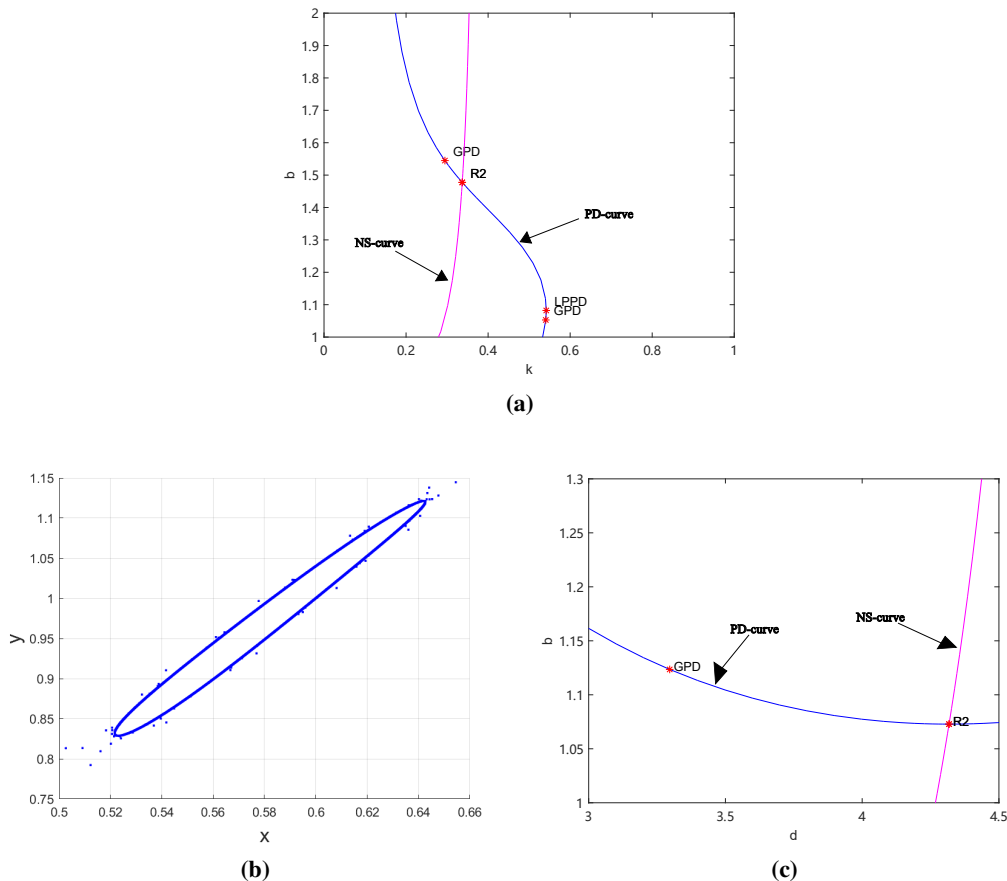 2
1.9
1.8
1.7
1.6
1.5
1.4
1.3
1.2
1.1
1
b
GPD
R2
PD-curve
NS-curve
LPPD
GPD
0 0.2 0.4 0.6 0.8 1
k
(a)
1.15
1.1
1.05
1
0.95
0.9
0.85
0.8
0.75
y
0.5 0.52 0.54 0.56 0.58 0.6 0.62 0.64 0.66
x
(b)
1.3
1.25
1.2
1.15
1.1
1.05
1
b
NS-curve
PD-curve
GPD
R2
3 3.5 4 4.5
d
(c)